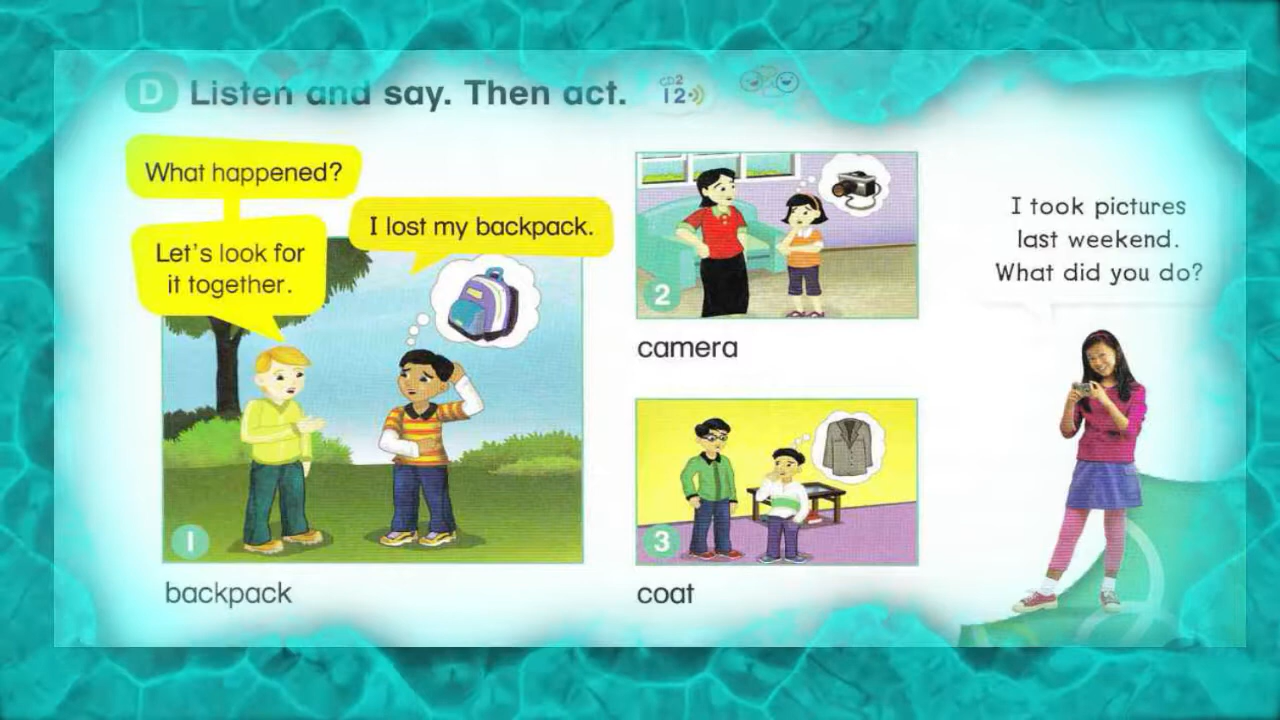 D Listen and say. Then act. CD2 12
What happened?
I lost my backpack.
Let's look for
it together.
1
backpack
2
camera
3
coat
I took pictures
last weekend.
What did you do?